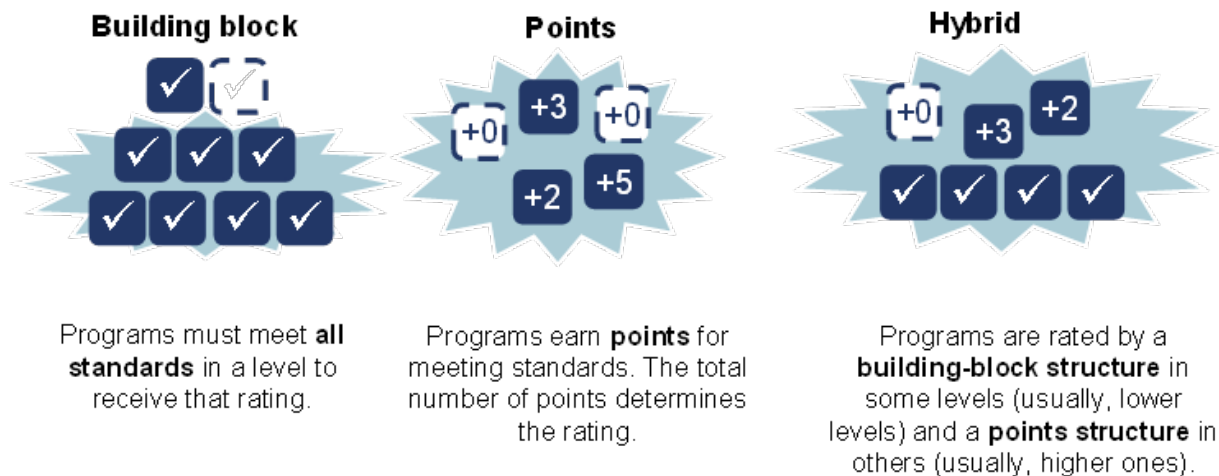 Building block
Points
Hybrid
+0
+3
+0
+2
+5
+0
+3
+2
Programs must meet all
standards in a level to
receive that rating.
Programs earn points for
meeting standards. The total
number of points determines
the rating.
Programs are rated by a
building-block structure in
some levels (usually, lower
levels) and a points structure in
others (usually, higher ones).